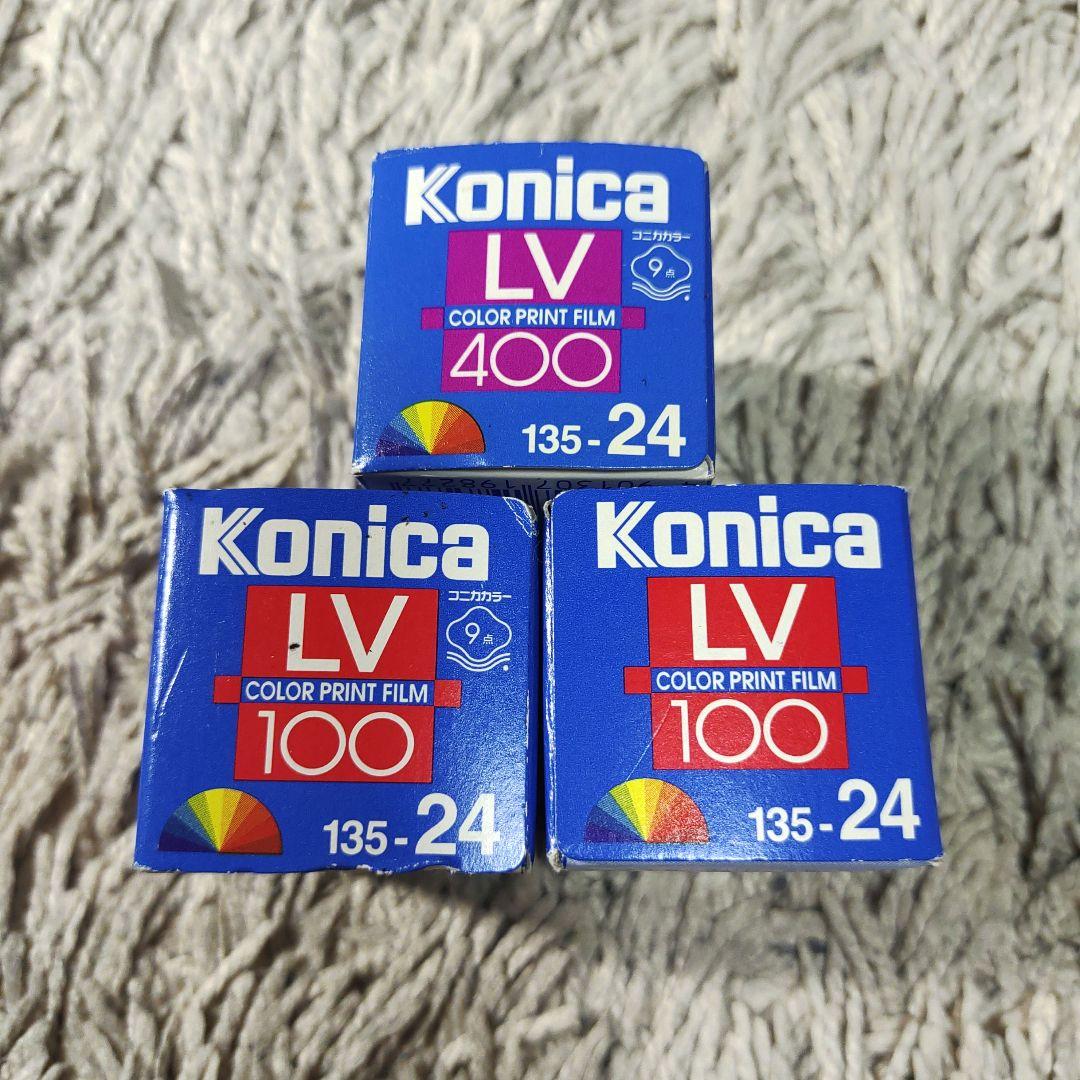 Konica
LV
コニカカラー
9点
COLOR PRINT FILM
400
135-24
Konica
LV
コニカカラー
9点
COLOR PRINT FILM
100
135-24
Konica
LV
COLOR PRINT FILM
100
135-24